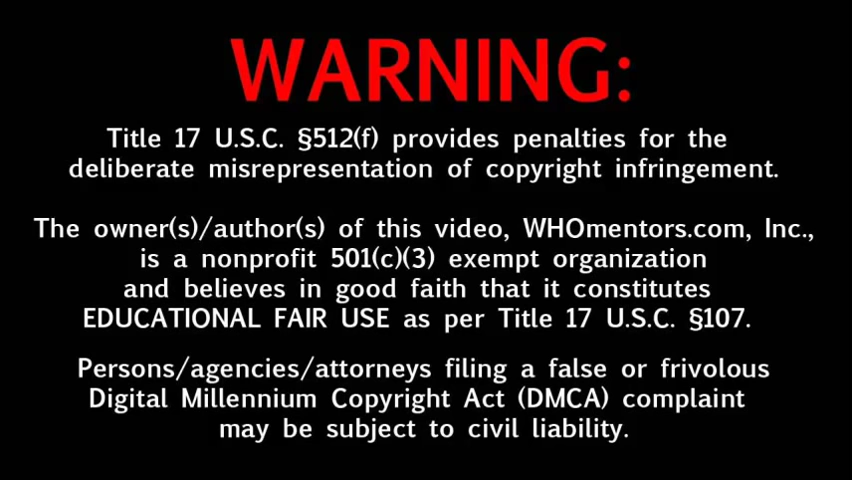 WARNING:
Title 17 U.S.C. §512(f) provides penalties for the
deliberate misrepresentation of copyright infringement.
The owner(s)/author(s) of this video, WHOmentors.com, Inc.,
is a nonprofit 501(c)(3) exempt organization
and believes in good faith that it constitutes
EDUCATIONAL FAIR USE as per Title 17 U.S.C. §107.
Persons/agencies/attorneys filing a false or frivolous
Digital Millennium Copyright Act (DMCA) complaint
may be subject to civil liability.